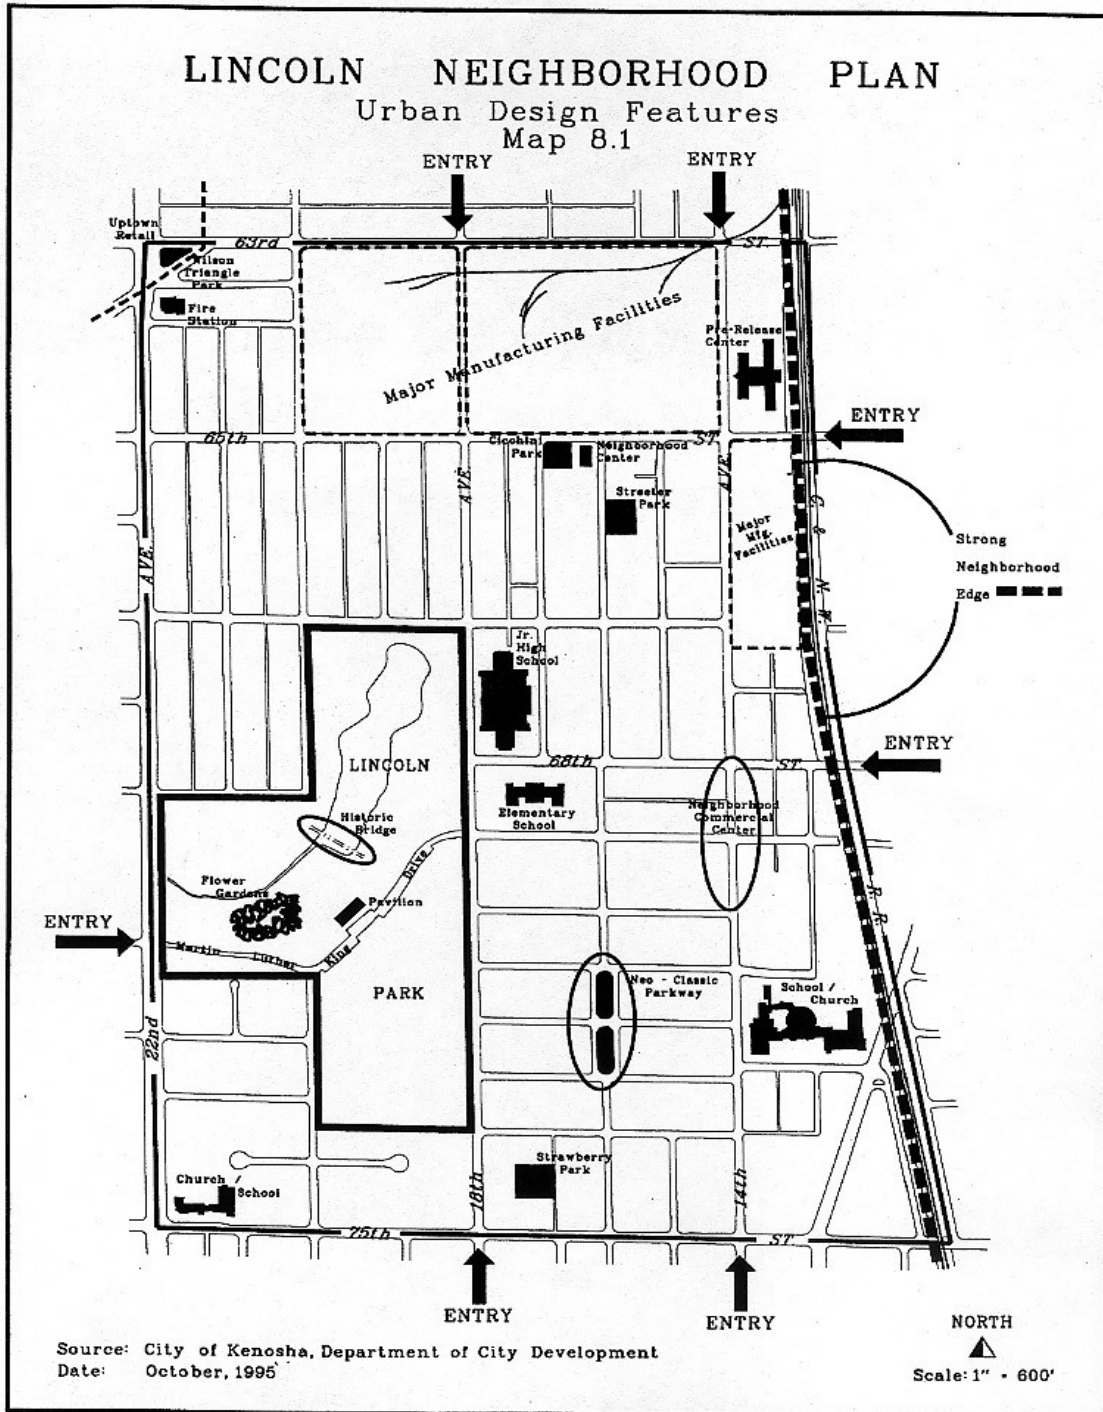 LINCOLN NEIGHBORHOOD PLAN
Urban Design Features
Map 8.1
ENTRY
ENTRY
Uptown
Retail
63rd
ST.
Wilson
Triangle
Park
Fire
Station
Major Manufacturing Facilities
Pre-Release
Center
ENTRY
65th
ST.
Cicchini
Park
Neighborhood
Center
AVE.
AVE.
Streeter
Park
Major
Mfg.
Facilities
C. & N. W. R. R.
Strong
Neighborhood
Edge
AVE.
Jr.
High
School
LINCOLN
68th
ST.
ENTRY
Historic
Bridge
Elementary
School
Neighborhood
Commercial
Center
Flower
Gardens
Pavilion
ENTRY
Martin Luther King Drive
PARK
Neo - Classic
Parkway
School /
Church
22nd
Church /
School
18th
Strawberry
Park
14th
75th
ST.
ENTRY
ENTRY
NORTH
Source: City of Kenosha, Department of City Development
Date: October, 1995
Scale: 1" = 600'